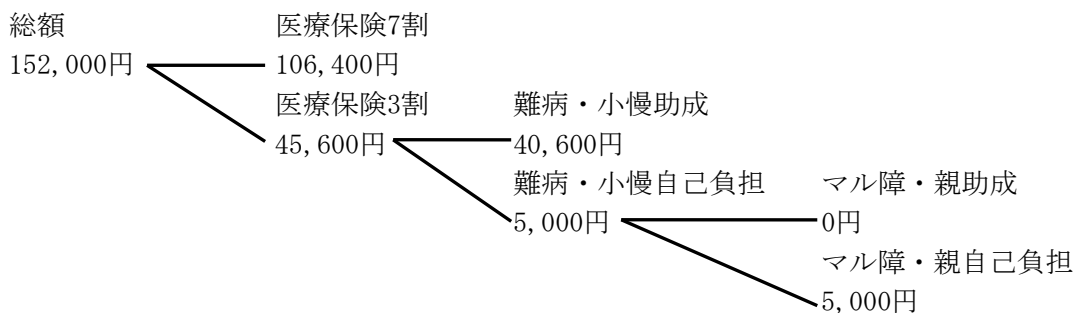 総額 医療保険7割
152,000円 106,400円
医療保険3割 難病・小慢助成
45,600円 40,600円
難病・小慢自己負担 マル障・親助成
5,000円 0円
マル障・親自己負担
5,000円